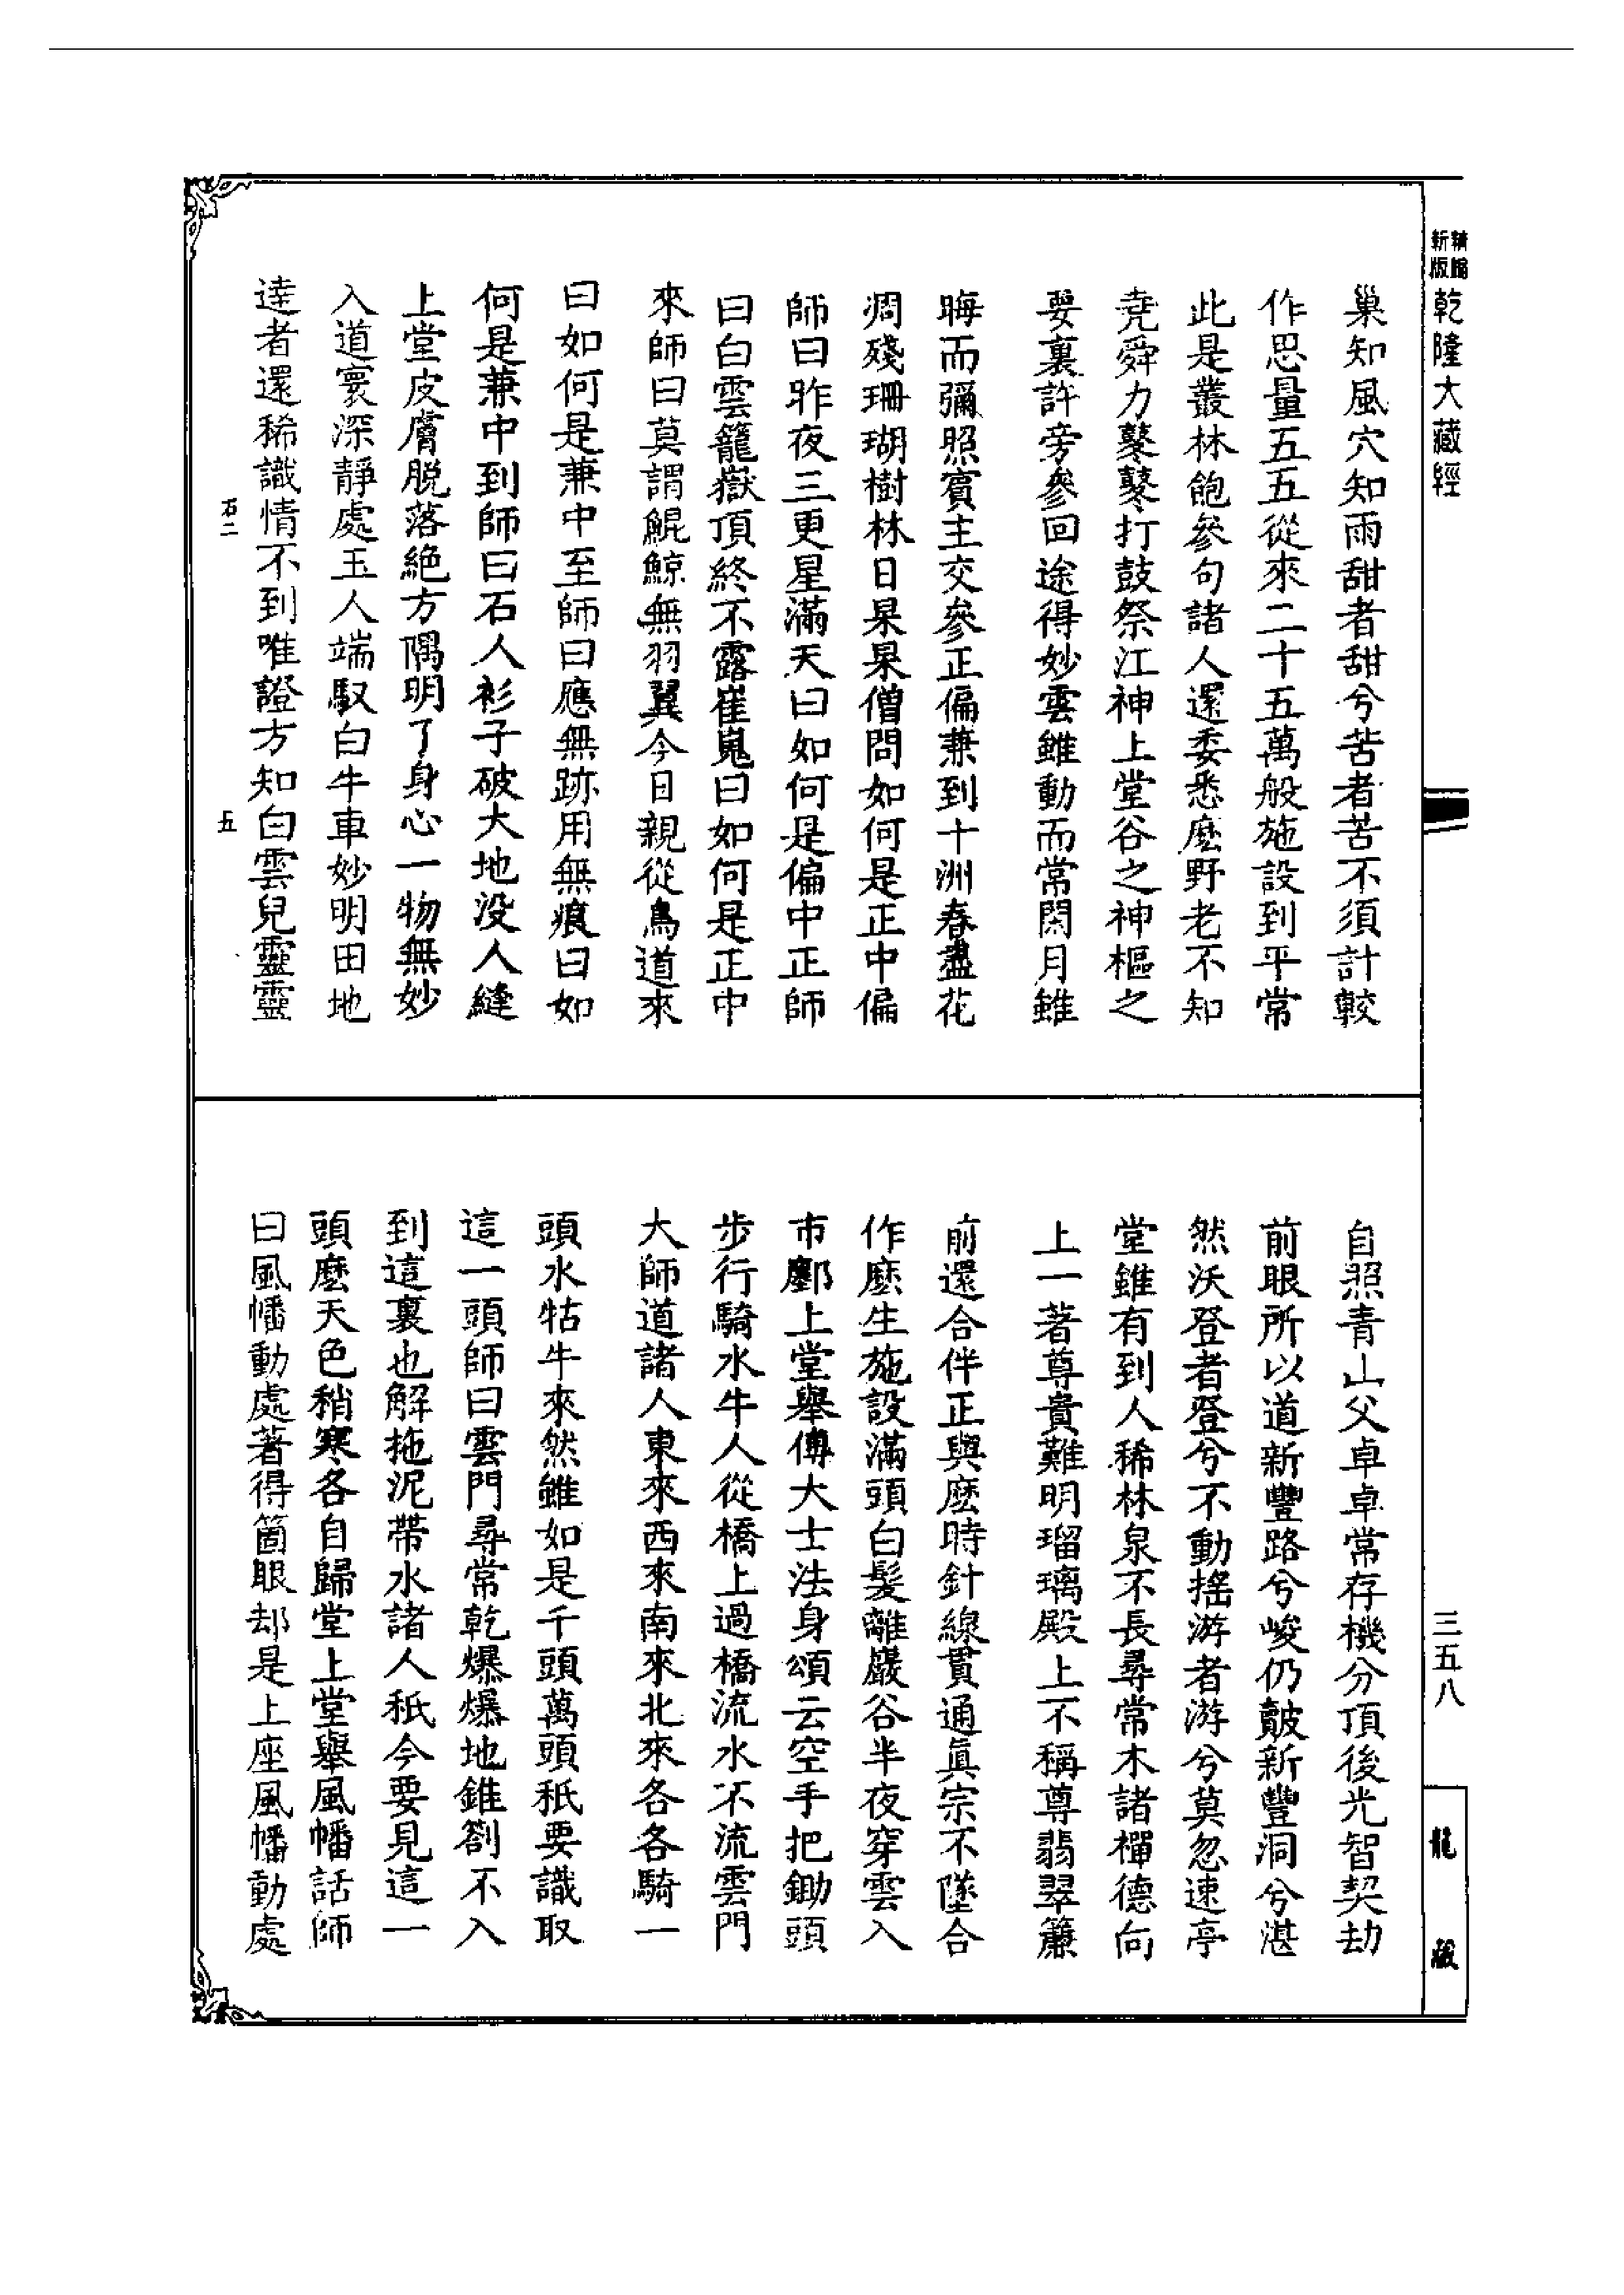 新編
新版
乾隆大藏經
巢知風穴知雨甜者甜兮苦者苦不須計較
作思量五五從來二十五萬般施設到平常
此是叢林飽參句諸人還委悉麽野老不知
堯舜力鼕鼕打鼓祭江神上堂谷之神樞之
要裏許旁參回途得妙雲雖動而常閑月雖
晦而彌照賓主交參正偏兼到十洲春盡花
凋殘珊瑚樹林日杲杲僧問如何是正中偏
師曰昨夜三更星滿天曰如何是偏中正師
曰白雲籠嶽頂終不露崔嵬曰如何是正中
來師曰莫謂鯤鯨無羽翼今日親從鳥道來
曰如何是兼中至師曰應無跡用無痕曰如
何是兼中到師曰石人衫子破大地没人縫
上堂皮膚脱落絶方隅明了身心一物無妙
入道寰深靜處玉人端馭白牛車妙明田地
達者還稀識情不到唯證方知白雲兒靈靈
石二
五
自照青山父卓卓常存機分頂後光智契劫
前眼所以道新豐路兮峻仍皷新豐洞兮湛
然沃登者登兮不動搖游者游兮莫忽速亭
堂雖有到人稀林泉不長尋常木諸禪德向
上一著尊貴難明瑠璃殿上不稱尊翡翠簾
前還合伴正與麽時針線貫通眞宗不墜合
作麽生施設滿頭白髮離巖谷半夜穿雲入
市鄽上堂舉傅大士法身頌云空手把鋤頭
步行騎水牛人從橋上過橋流水不流雲門
大師道諸人東來西來南來北來各各騎一
頭水牯牛來然雖如是千頭萬頭秪要識取
這一頭師曰雲門尋常乾爆爆地錐劄不入
到這裏也解拖泥帶水諸人秪今要見這一
頭麽天色稍寒各自歸堂上堂舉風幡話師
曰風幡動處著得箇眼却是上座風幡動處
三五八
龍
藏